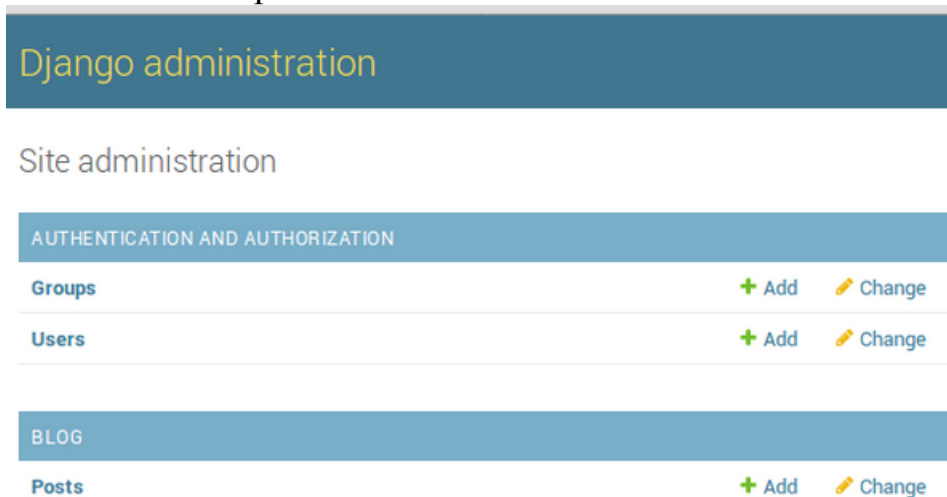 Django administration
Site administration
AUTHENTICATION AND AUTHORIZATION
Groups + Add Change
Users + Add Change
BLOG
Posts + Add Change